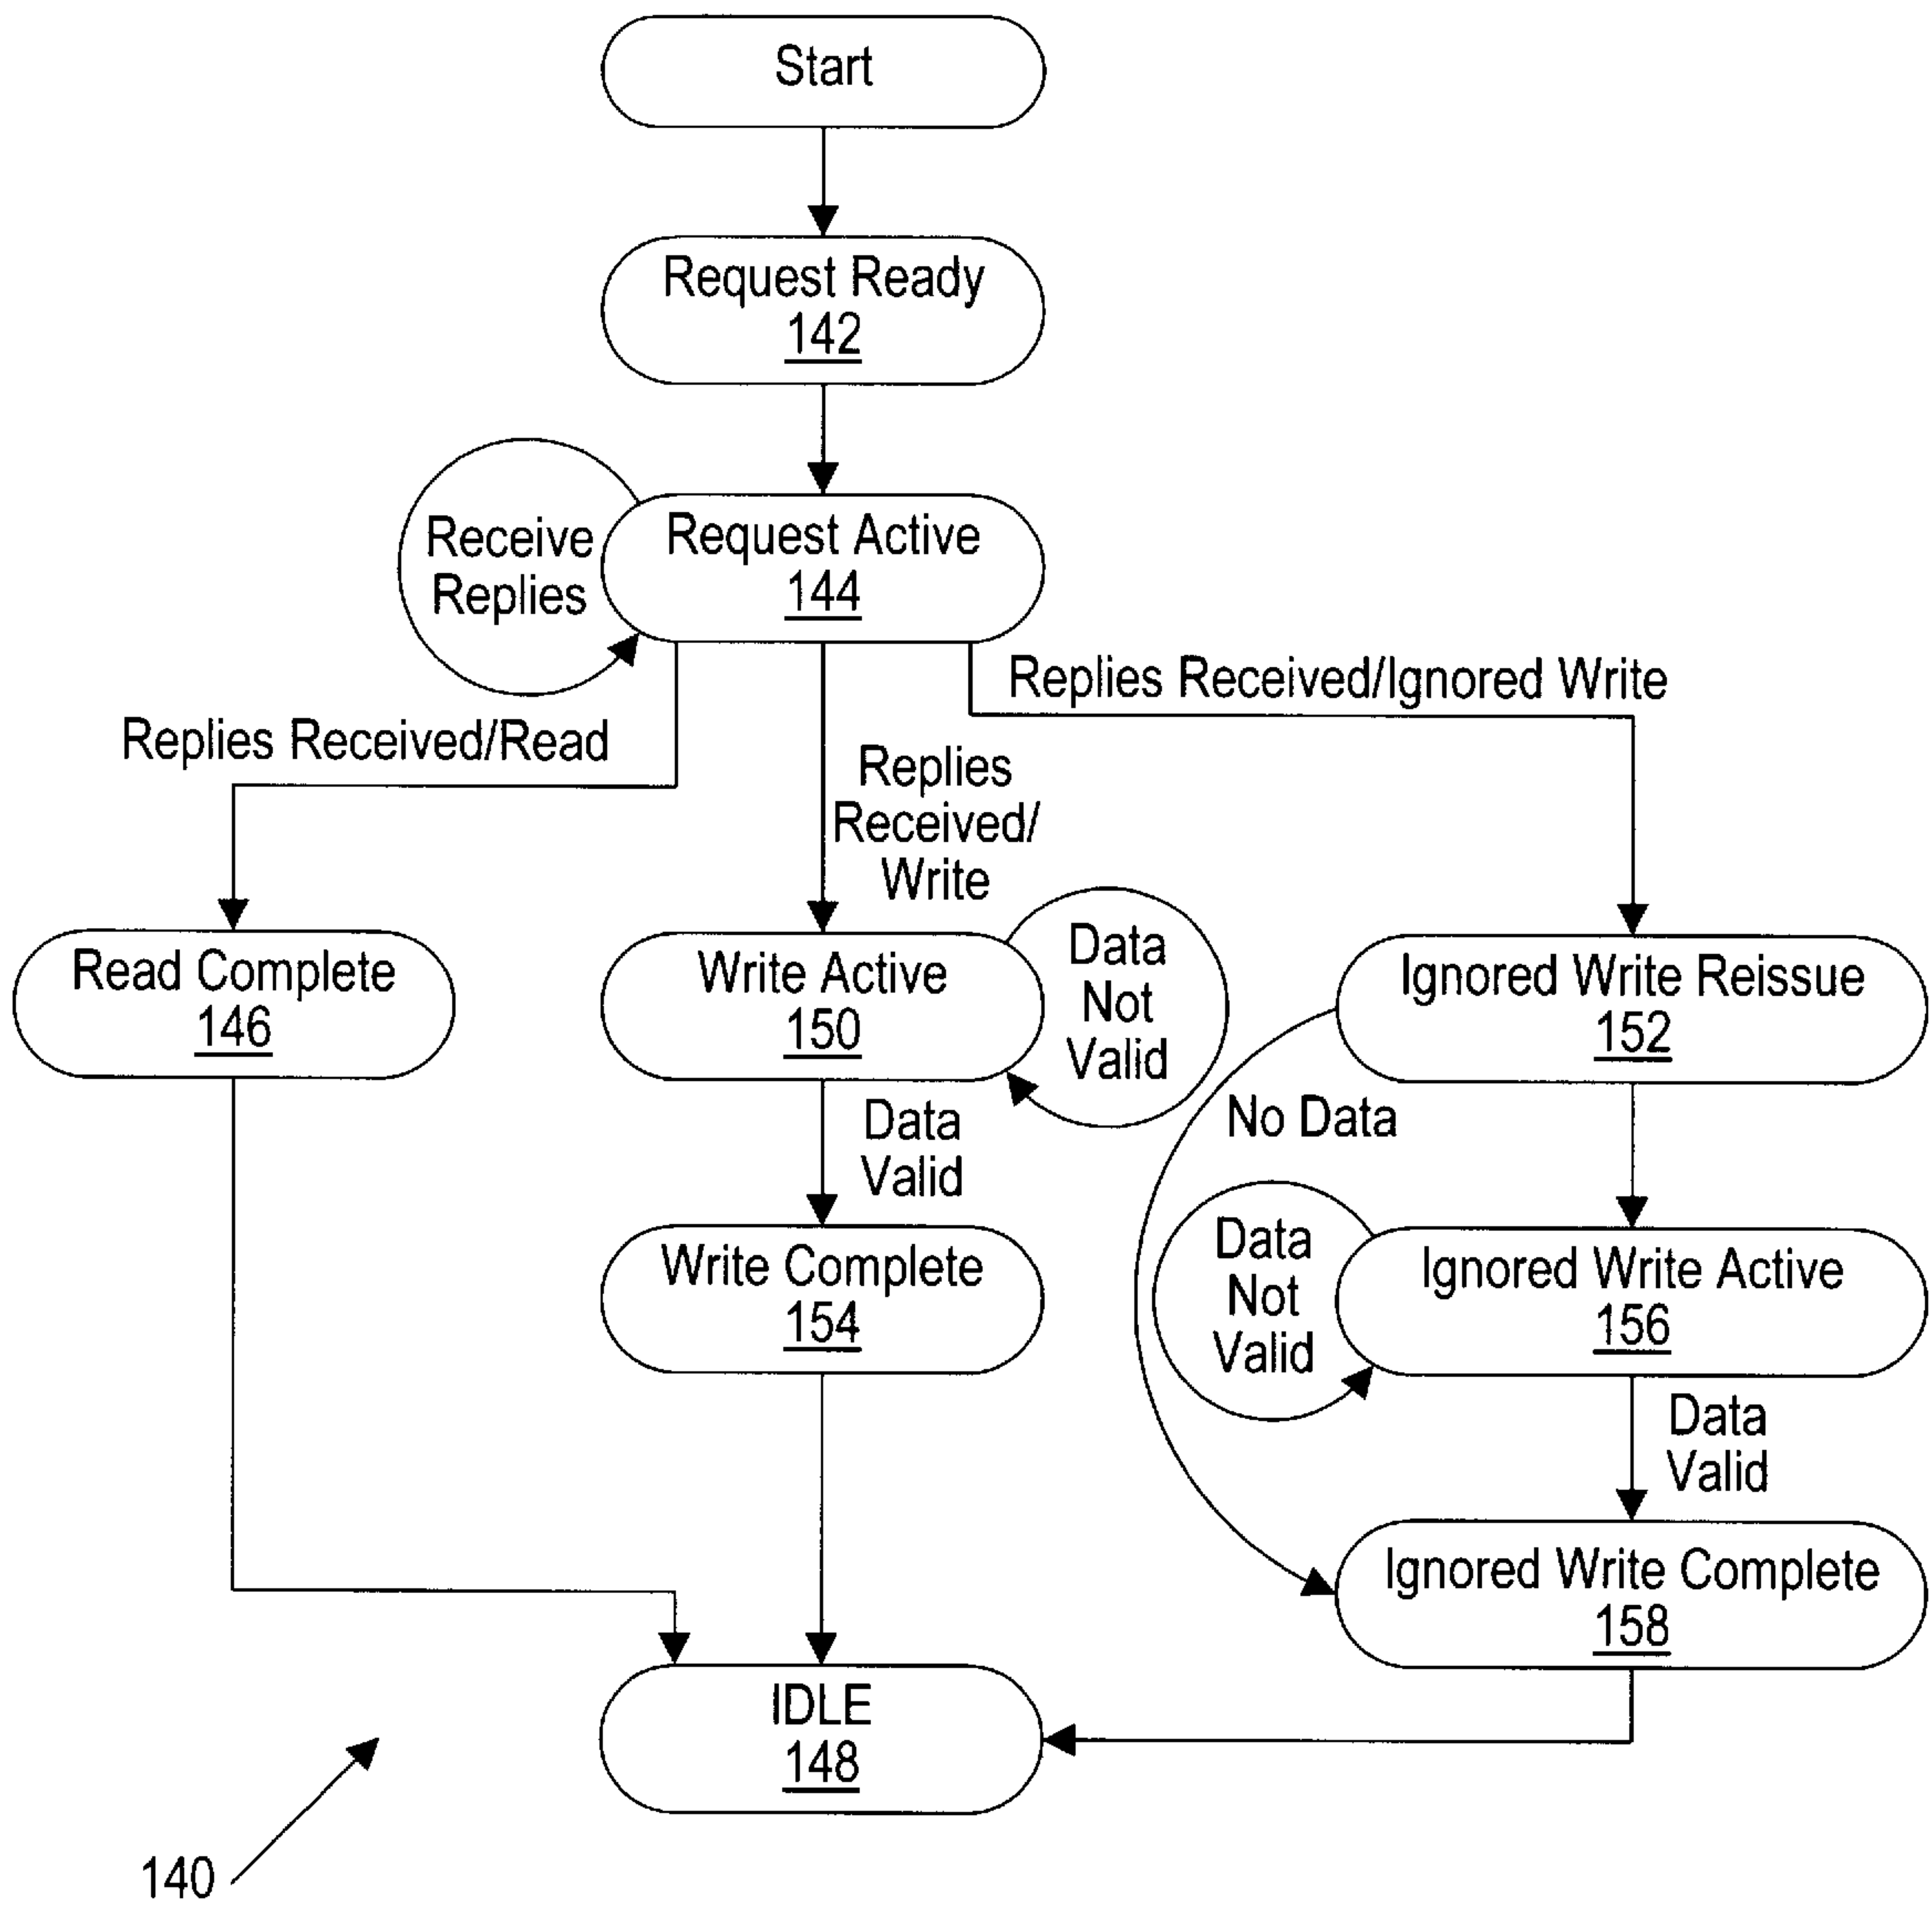 Start
Request Ready
142
Receive
Replies
Request Active
144
Replies Received/Ignored Write
Replies Received/Read
Replies
Received/
Write
Read Complete
146
Write Active
150
Data
Not
Valid
Ignored Write Reissue
152
Data
Valid
No Data
Write Complete
154
Data
Not
Valid
Ignored Write Active
156
Data
Valid
Ignored Write Complete
158
IDLE
148
140